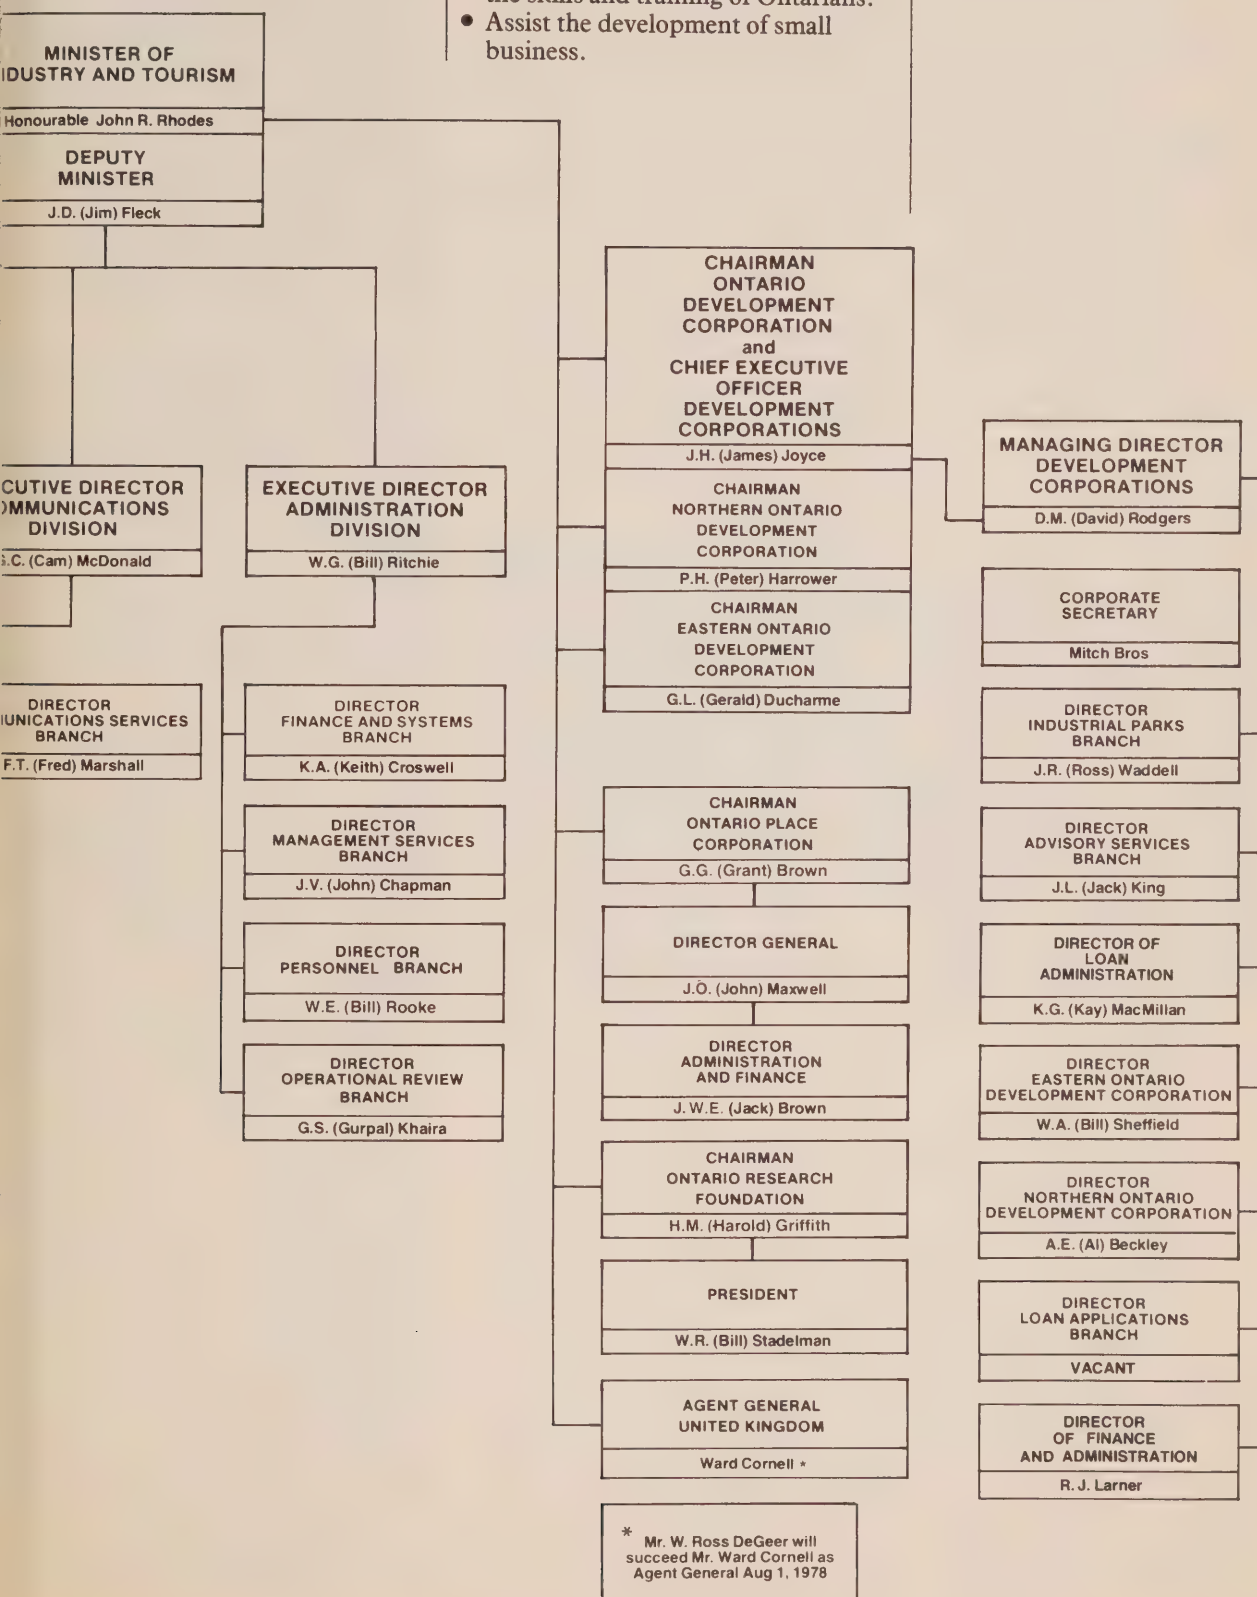 the skills and training of Ontarians.
• Assist the development of small
business.
MINISTER OF
IDUSTRY AND TOURISM
Honourable John R. Rhodes
DEPUTY
MINISTER
J.D. (Jim) Fleck
CUTIVE DIRECTOR
OMMUNICATIONS
DIVISION
G.C. (Cam) McDonald
EXECUTIVE DIRECTOR
ADMINISTRATION
DIVISION
W.G. (Bill) Ritchie
DIRECTOR
IUNICATIONS SERVICES
BRANCH
F.T. (Fred) Marshall
DIRECTOR
FINANCE AND SYSTEMS
BRANCH
K.A. (Keith) Croswell
DIRECTOR
MANAGEMENT SERVICES
BRANCH
J.V. (John) Chapman
DIRECTOR
PERSONNEL BRANCH
W.E. (Bill) Rooke
DIRECTOR
OPERATIONAL REVIEW
BRANCH
G.S. (Gurpal) Khaira
CHAIRMAN
ONTARIO
DEVELOPMENT
CORPORATION
and
CHIEF EXECUTIVE
OFFICER
DEVELOPMENT
CORPORATIONS
J.H. (James) Joyce
CHAIRMAN
NORTHERN ONTARIO
DEVELOPMENT
CORPORATION
P.H. (Peter) Harrower
CHAIRMAN
EASTERN ONTARIO
DEVELOPMENT
CORPORATION
G.L. (Gerald) Ducharme
CHAIRMAN
ONTARIO PLACE
CORPORATION
G.G. (Grant) Brown
DIRECTOR GENERAL
J.O. (John) Maxwell
DIRECTOR
ADMINISTRATION
AND FINANCE
J.W.E. (Jack) Brown
CHAIRMAN
ONTARIO RESEARCH
FOUNDATION
H.M. (Harold) Griffith
PRESIDENT
W.R. (Bill) Stadelman
AGENT GENERAL
UNITED KINGDOM
Ward Cornell *
* Mr. W. Ross DeGeer will
succeed Mr. Ward Cornell as
Agent General Aug 1, 1978
MANAGING DIRECTOR
DEVELOPMENT
CORPORATIONS
D.M. (David) Rodgers
CORPORATE
SECRETARY
Mitch Bros
DIRECTOR
INDUSTRIAL PARKS
BRANCH
J.R. (Ross) Waddell
DIRECTOR
ADVISORY SERVICES
BRANCH
J.L. (Jack) King
DIRECTOR OF
LOAN
ADMINISTRATION
K.G. (Kay) MacMillan
DIRECTOR
EASTERN ONTARIO
DEVELOPMENT CORPORATION
W.A. (Bill) Sheffield
DIRECTOR
NORTHERN ONTARIO
DEVELOPMENT CORPORATION
A.E. (Al) Beckley
DIRECTOR
LOAN APPLICATIONS
BRANCH
VACANT
DIRECTOR
OF FINANCE
AND ADMINISTRATION
R.J. Larner